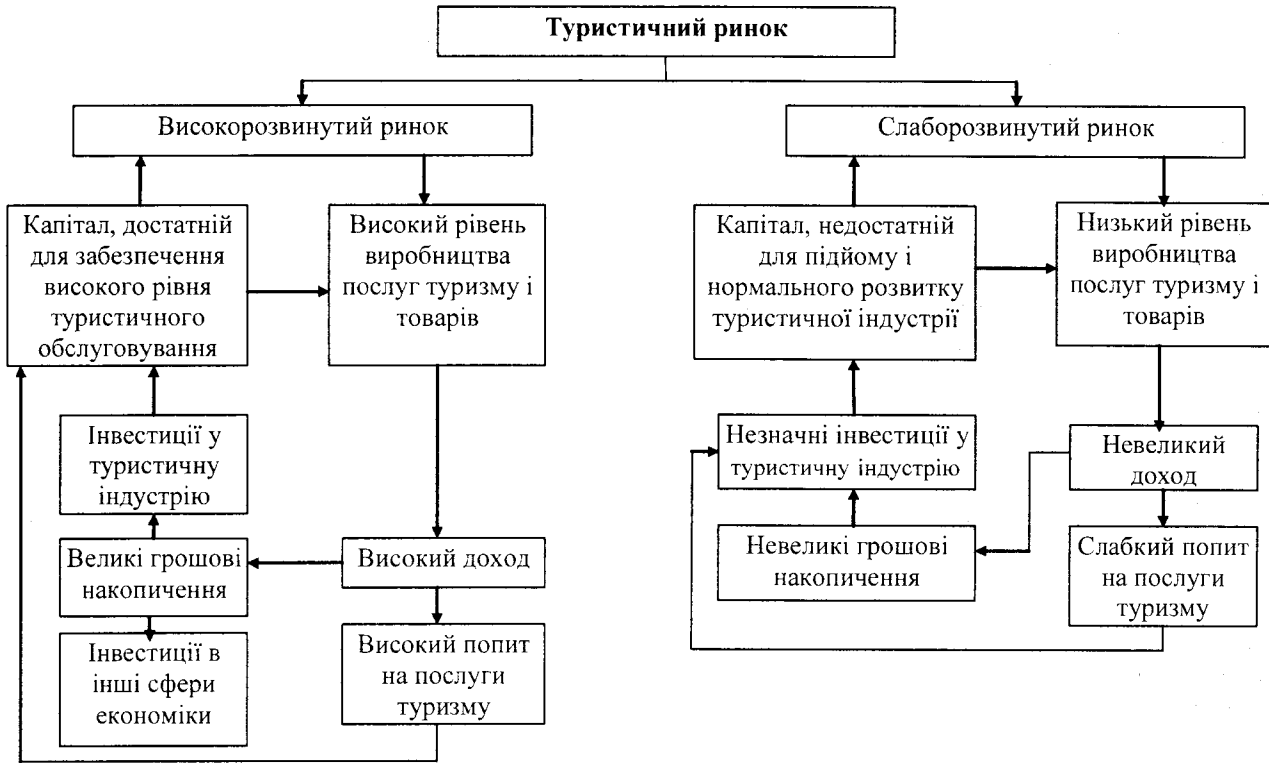 Туристичний ринок
Високорозвинутий ринок
Слаборозвинутий ринок
Капітал, достатній
для забезпечення
високого рівня
туристичного
обслуговування
Високий рівень
виробництва
послуг туризму і
товарів
Капітал, недостатній
для підйому і
нормального розвитку
туристичної індустрії
Низький рівень
виробництва
послуг туризму і
товарів
Інвестиції у
туристичну
індустрію
Незначні інвестиції у
туристичну індустрію
Невеликий
доход
Великі грошові
накопичення
Високий доход
Невеликі грошові
накопичення
Слабкий попит
на послуги
туризму
Інвестиції в
інші сфери
економіки
Високий попит
на послуги
туризму